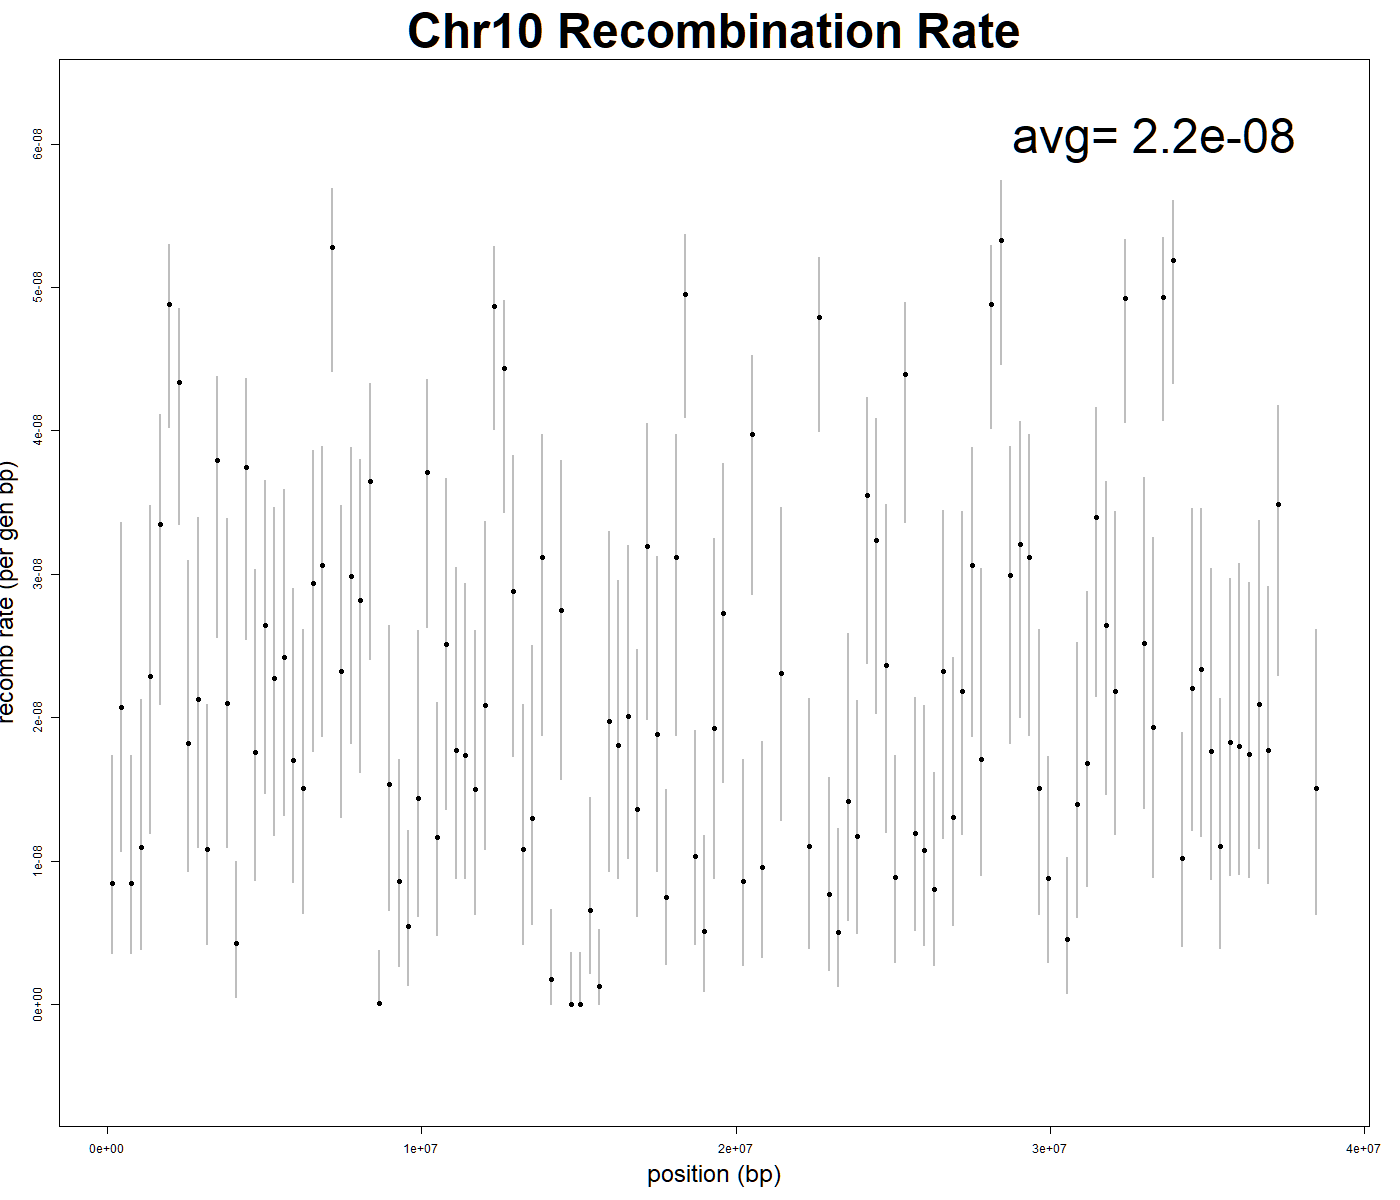 Chr10 Recombination Rate
avg= 2.2e-08
6e-08
5e-08
4e-08
3e-08
2e-08
1e-08
0e+00
recomb rate (per gen bp)
0e+00 1e+07 2e+07 3e+07 4e+07
position (bp)